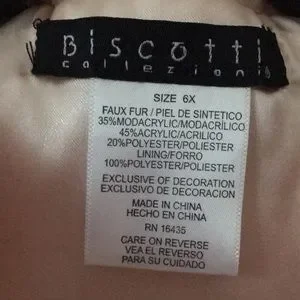 Biscotti
collezioni
SIZE 6X
FAUX FUR / PIEL DE SINTETICO
35%MODACRYLIC/MODACRILICO
45%ACRYLIC/ACRILICO
20%POLYESTER/POLIESTER
LINING/FORRO
100%POLYESTER/POLIESTER
EXCLUSIVE OF DECORATION
EXCLUSIVO DE DECORACION
MADE IN CHINA
HECHO EN CHINA
RN 16435
CARE ON REVERSE
VEA EL REVERSO
PARA SU CUIDADO